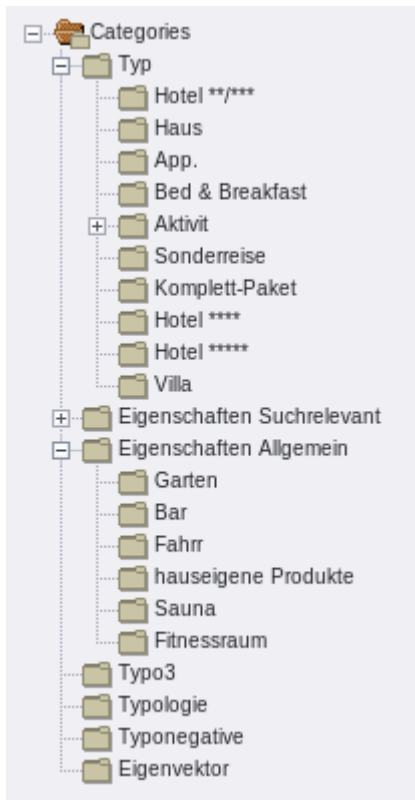 Categories
Typ
Hotel **/***
Haus
App.
Bed & Breakfast
Aktivit
Sonderreise
Komplett-Paket
Hotel ****
Hotel *****
Villa
Eigenschaften Suchrelevant
Eigenschaften Allgemein
Garten
Bar
Fahrr
hauseigene Produkte
Sauna
Fitnessraum
Typo3
Typologie
Typonegative
Eigenvektor